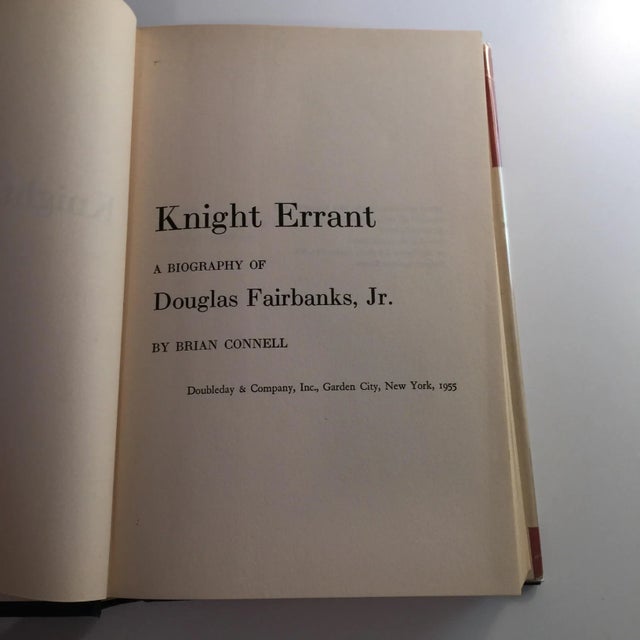 Knight Errant
A BIOGRAPHY OF
Douglas Fairbanks, Jr.
BY BRIAN CONNELL
Doubleday & Company, Inc., Garden City, New York, 1955